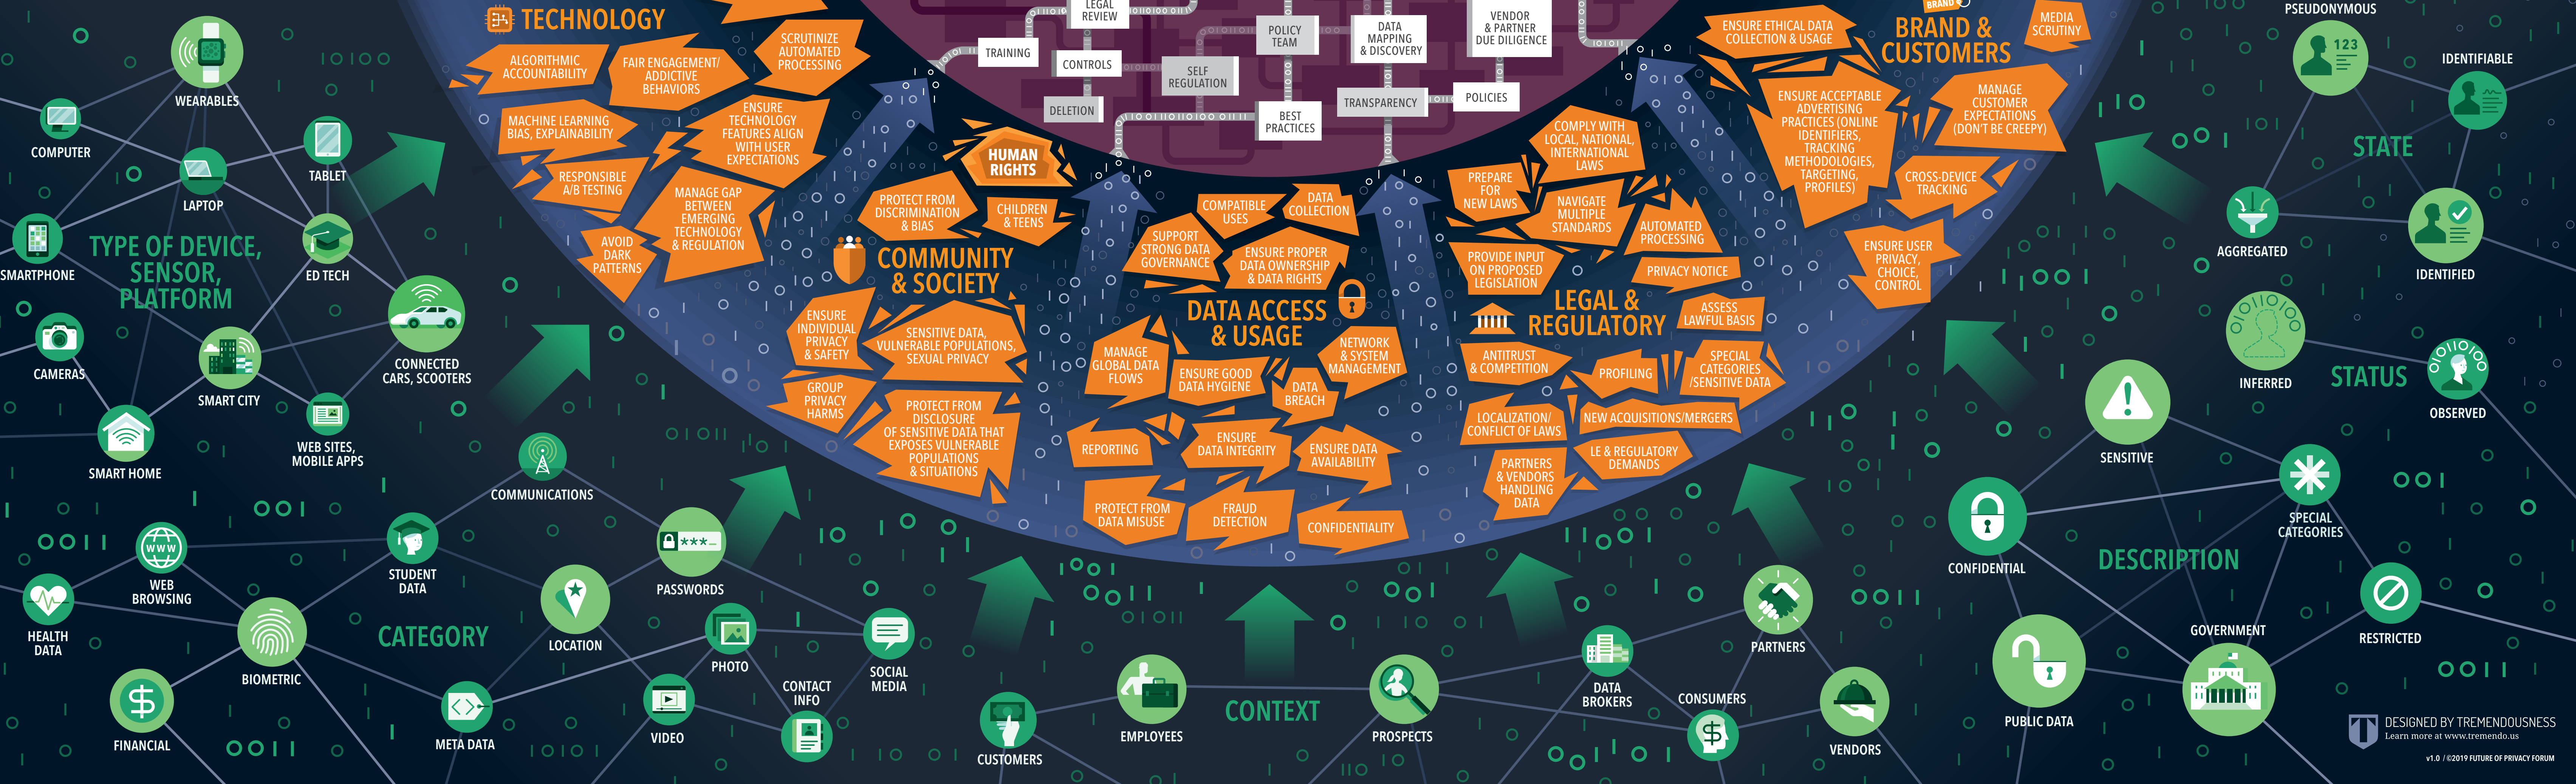 TECHNOLOGY
ALGORITHMIC
ACCOUNTABILITY
FAIR ENGAGEMENT/
ADDICTIVE
BEHAVIORS
SCRUTINIZE
AUTOMATED
PROCESSING
MACHINE LEARNING
BIAS, EXPLAINABILITY
ENSURE
TECHNOLOGY
FEATURES ALIGN
WITH USER
EXPECTATIONS
RESPONSIBLE
A/B TESTING
MANAGE GAP
BETWEEN
EMERGING
TECHNOLOGY
& REGULATION
AVOID
DARK
PATTERNS
LEGAL
REVIEW
TRAINING
CONTROLS
DELETION
SELF
REGULATION
POLICY
TEAM
BEST
PRACTICES
DATA
MAPPING
& DISCOVERY
TRANSPARENCY
VENDOR
& PARTNER
DUE DILIGENCE
POLICIES
HUMAN
RIGHTS
PROTECT FROM
DISCRIMINATION
& BIAS
CHILDREN
& TEENS
COMMUNITY
& SOCIETY
ENSURE
INDIVIDUAL
PRIVACY
& SAFETY
SENSITIVE DATA,
VULNERABLE POPULATIONS,
SEXUAL PRIVACY
GROUP
PRIVACY
HARMS
PROTECT FROM
DISCLOSURE
OF SENSITIVE DATA THAT
EXPOSES VULNERABLE
POPULATIONS
& SITUATIONS
COMPATIBLE
USES
DATA
COLLECTION
SUPPORT
STRONG DATA
GOVERNANCE
ENSURE PROPER
DATA OWNERSHIP
& DATA RIGHTS
DATA ACCESS
& USAGE
MANAGE
GLOBAL DATA
FLOWS
ENSURE GOOD
DATA HYGIENE
DATA
BREACH
NETWORK
& SYSTEM
MANAGEMENT
REPORTING
ENSURE
DATA INTEGRITY
ENSURE DATA
AVAILABILITY
PROTECT FROM
DATA MISUSE
FRAUD
DETECTION
CONFIDENTIALITY
COMPLY WITH
LOCAL, NATIONAL,
INTERNATIONAL
LAWS
PREPARE
FOR
NEW LAWS
NAVIGATE
MULTIPLE
STANDARDS
AUTOMATED
PROCESSING
PROVIDE INPUT
ON PROPOSED
LEGISLATION
PRIVACY NOTICE
LEGAL &
REGULATORY
ASSESS
LAWFUL BASIS
ANTITRUST
& COMPETITION
PROFILING
SPECIAL
CATEGORIES
/SENSITIVE DATA
LOCALIZATION/
CONFLICT OF LAWS
NEW ACQUISITIONS/MERGERS
PARTNERS
& VENDORS
HANDLING
DATA
LE & REGULATORY
DEMANDS
BRAND
BRAND &
CUSTOMERS
ENSURE ETHICAL DATA
COLLECTION & USAGE
MEDIA
SCRUTINY
ENSURE ACCEPTABLE
ADVERTISING
PRACTICES (ONLINE
IDENTIFIERS,
TRACKING
METHODOLOGIES,
TARGETING,
PROFILES)
MANAGE
CUSTOMER
EXPECTATIONS
(DON'T BE CREEPY)
CROSS-DEVICE
TRACKING
ENSURE USER
PRIVACY,
CHOICE,
CONTROL
WEARABLES
COMPUTER
LAPTOP
TABLET
SMARTPHONE
TYPE OF DEVICE,
SENSOR,
PLATFORM
ED TECH
CAMERAS
SMART CITY
CONNECTED
CARS, SCOOTERS
SMART HOME
WEB SITES,
MOBILE APPS
COMMUNICATIONS
WWW
WEB
BROWSING
STUDENT
DATA
***_
PASSWORDS
HEALTH
DATA
BIOMETRIC
CATEGORY
LOCATION
PHOTO
SOCIAL
MEDIA
FINANCIAL
$
META DATA
VIDEO
CONTACT
INFO
CUSTOMERS
EMPLOYEES
CONTEXT
PROSPECTS
DATA
BROKERS
PARTNERS
CONSUMERS
$
VENDORS
PSEUDONYMOUS
123
IDENTIFIABLE
STATE
AGGREGATED
IDENTIFIED
INFERRED
STATUS
OBSERVED
SENSITIVE
SPECIAL
CATEGORIES
CONFIDENTIAL
DESCRIPTION
GOVERNMENT
RESTRICTED
PUBLIC DATA
DESIGNED BY TREMENDOUSNESS
Learn more at www.tremendo.us
v1.0 / ©2019 FUTURE OF PRIVACY FORUM